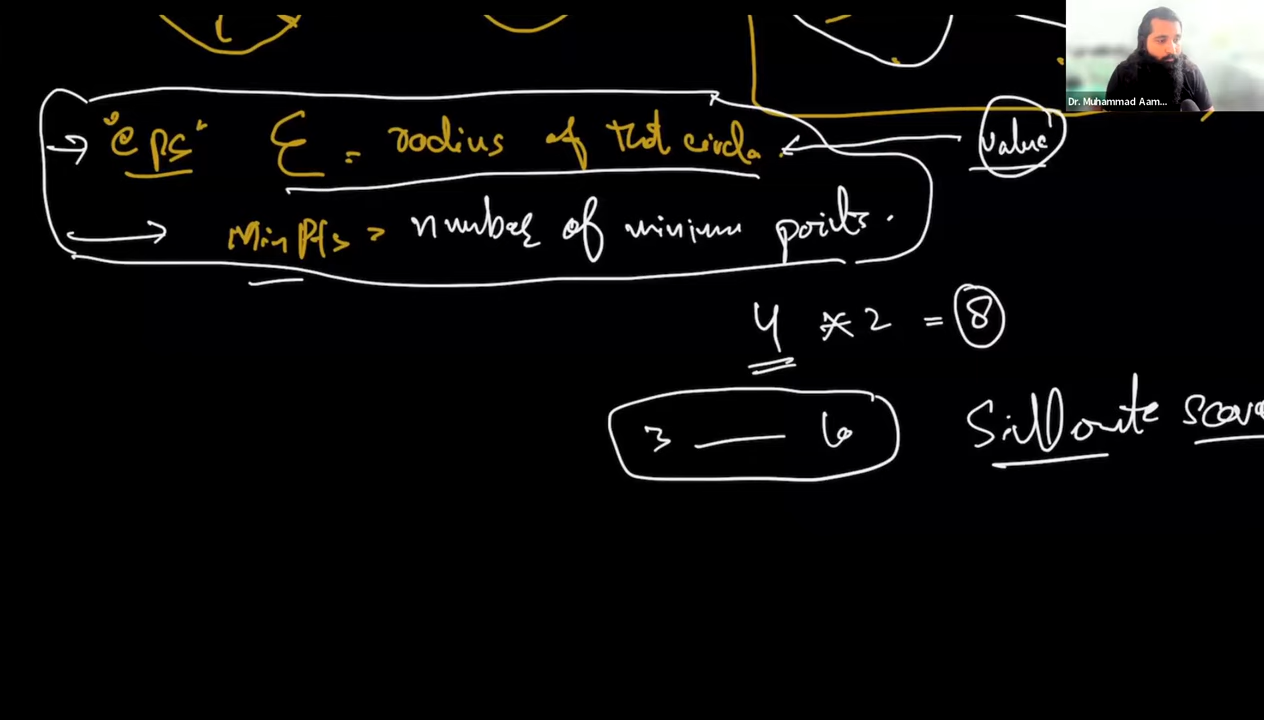 Dr. Muhammad Aam...
"eps" ε = radius of that circle. value
MinPts = number of minimum points.
4 * 2 = 8
3 — 6 Silloute score